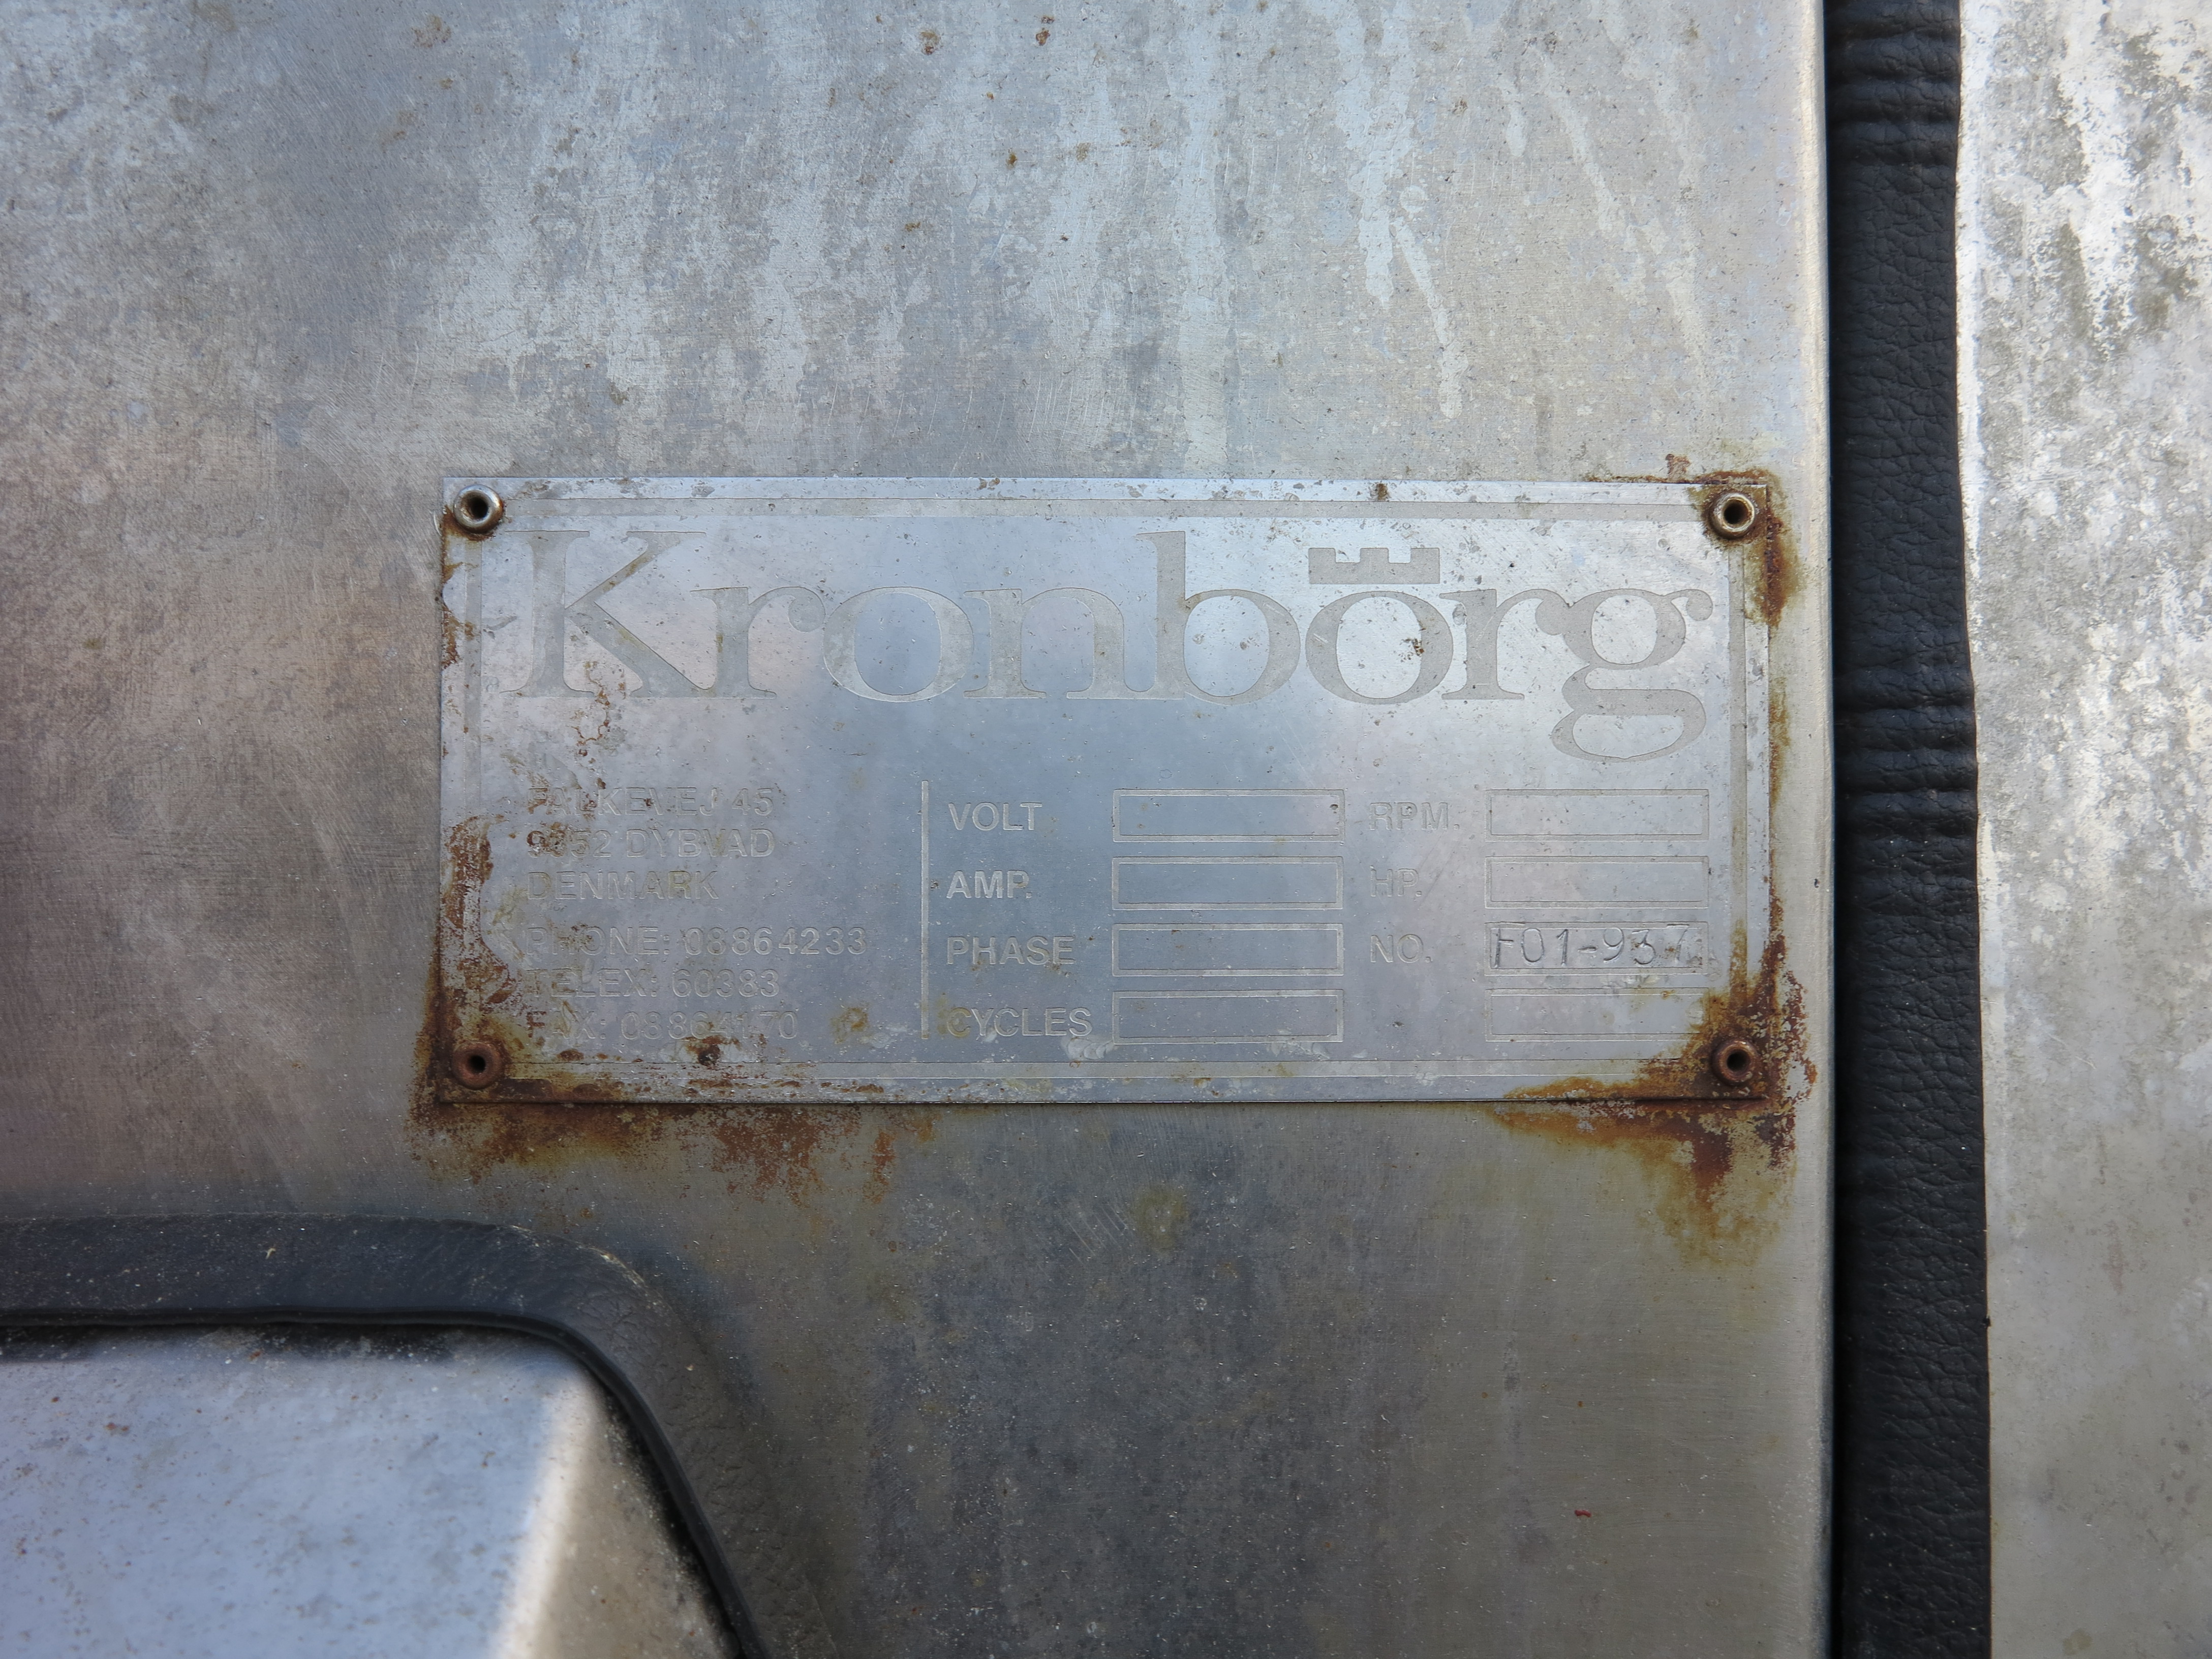 Kronborg
FALKEVEJ 45
9352 DYBVAD
DENMARK
PHONE: 08864233
TELEX: 60383
FAX: 08864170
VOLT
AMP.
PHASE
CYCLES
RPM.
HP.
NO. F01-937